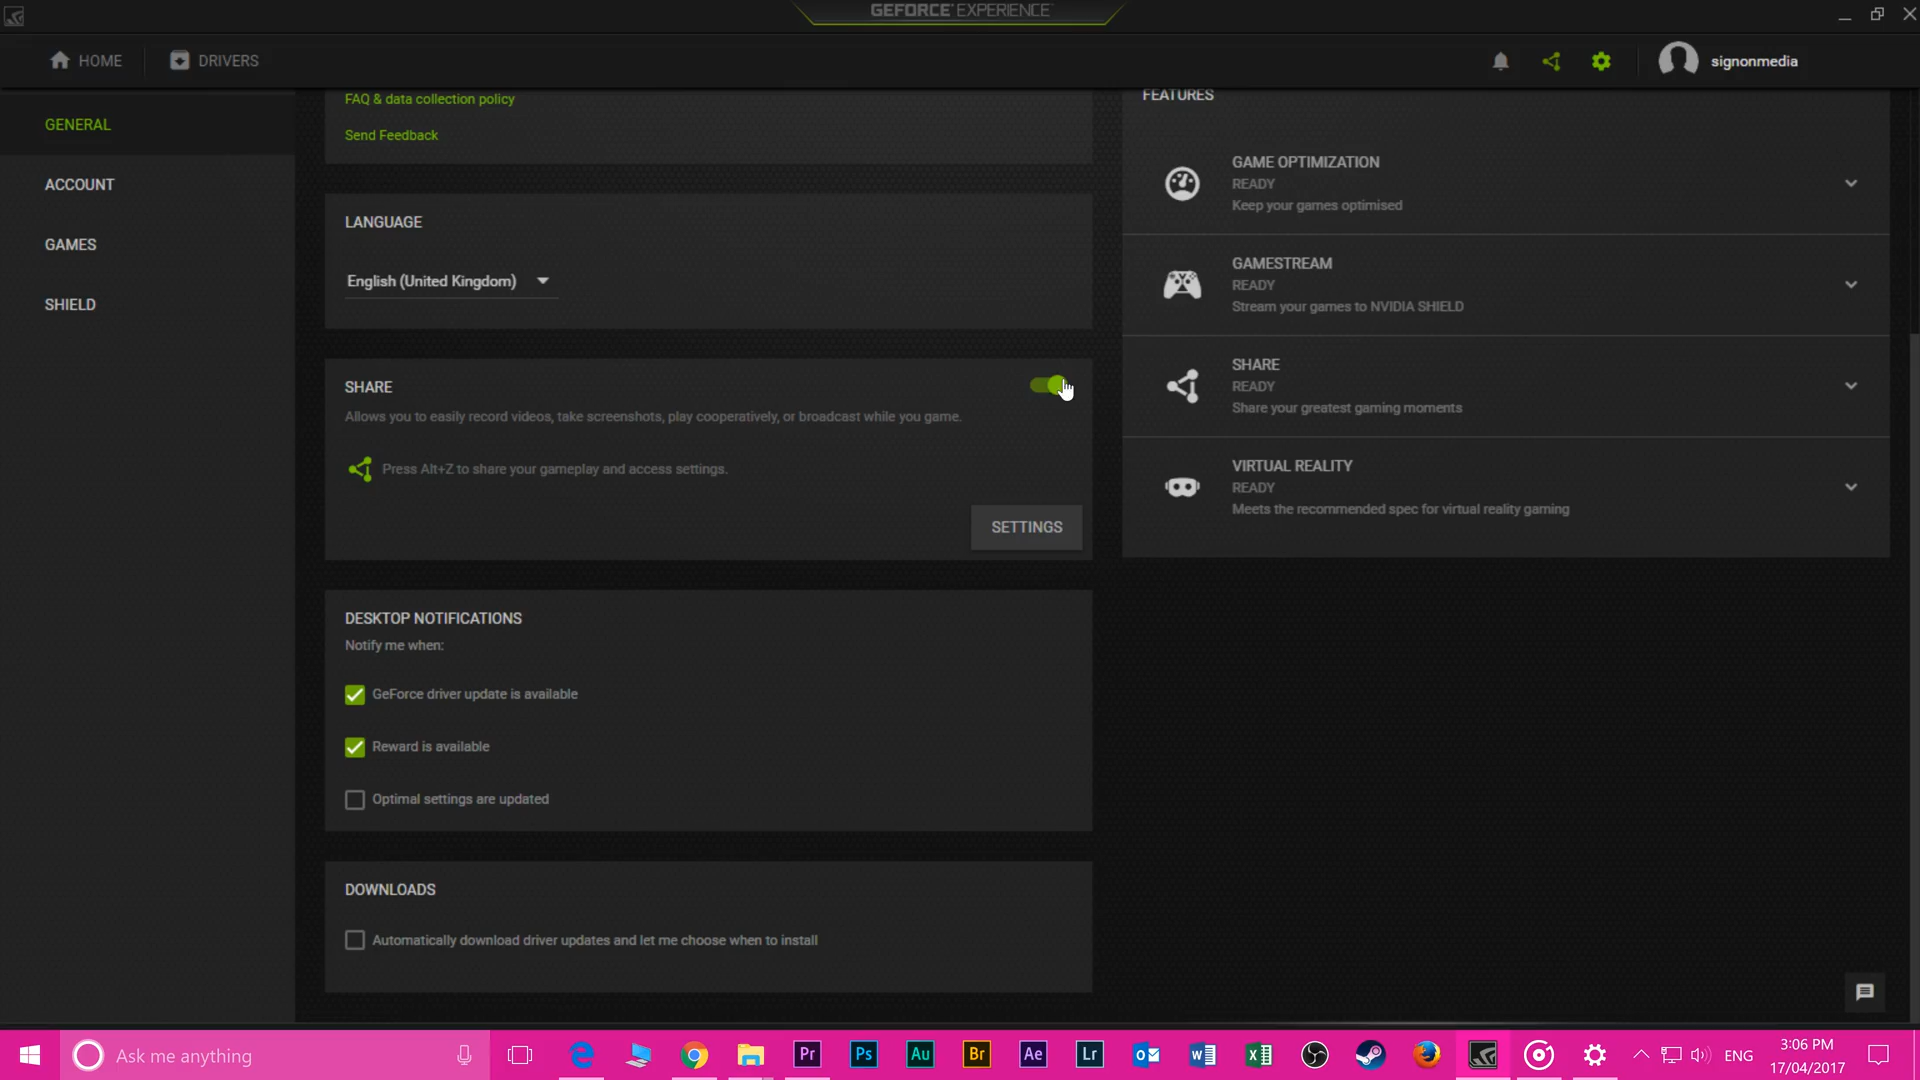 GEFORCE EXPERIENCE
HOME
DRIVERS
signonmedia
GENERAL
ACCOUNT
GAMES
SHIELD
FAQ & data collection policy
Send Feedback
LANGUAGE
English (United Kingdom)
SHARE
Allows you to easily record videos, take screenshots, play cooperatively, or broadcast while you game.
Press Alt+Z to share your gameplay and access settings.
SETTINGS
DESKTOP NOTIFICATIONS
Notify me when:
GeForce driver update is available
Reward is available
Optimal settings are updated
DOWNLOADS
Automatically download driver updates and let me choose when to install
FEATURES
GAME OPTIMIZATION
READY
Keep your games optimised
GAMESTREAM
READY
Stream your games to NVIDIA SHIELD
SHARE
READY
Share your greatest gaming moments
VIRTUAL REALITY
READY
Meets the recommended spec for virtual reality gaming
Ask me anything
Pr
Ps
Au
Br
Ae
Lr
ENG
3:06 PM
17/04/2017